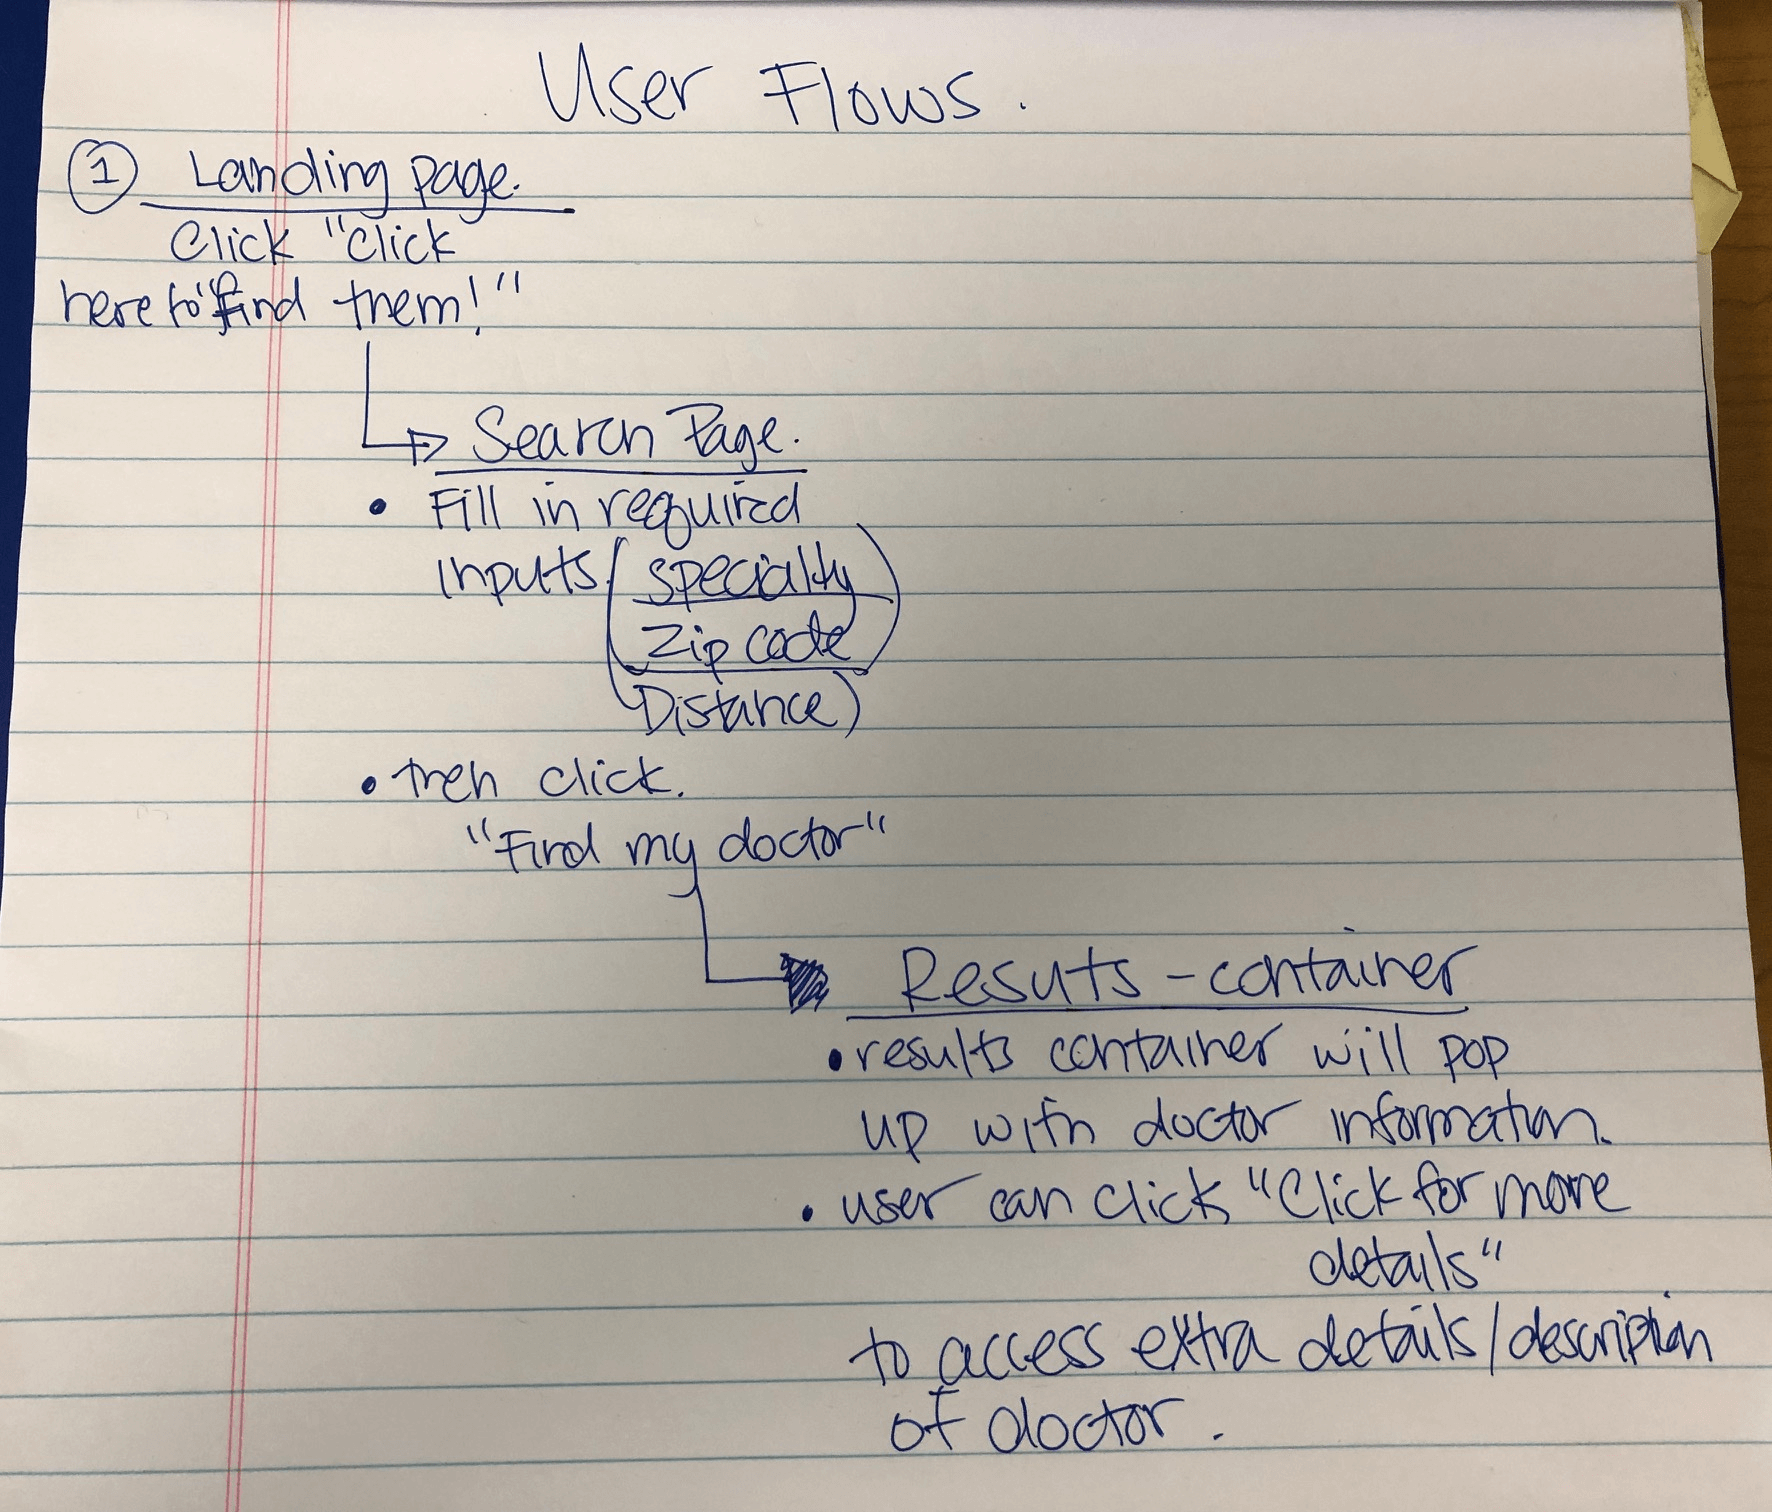 User Flows.
1 Landing page.
Click "Click
here to "find them!"
Search Page.
• Fill in required
inputs (specialty
Zip code
Distance)
• then click.
"Find my doctor"
Resuts - container
• results container will pop
up with doctor information.
• user can click "Click for more
details"
to access extra details/description
of doctor.